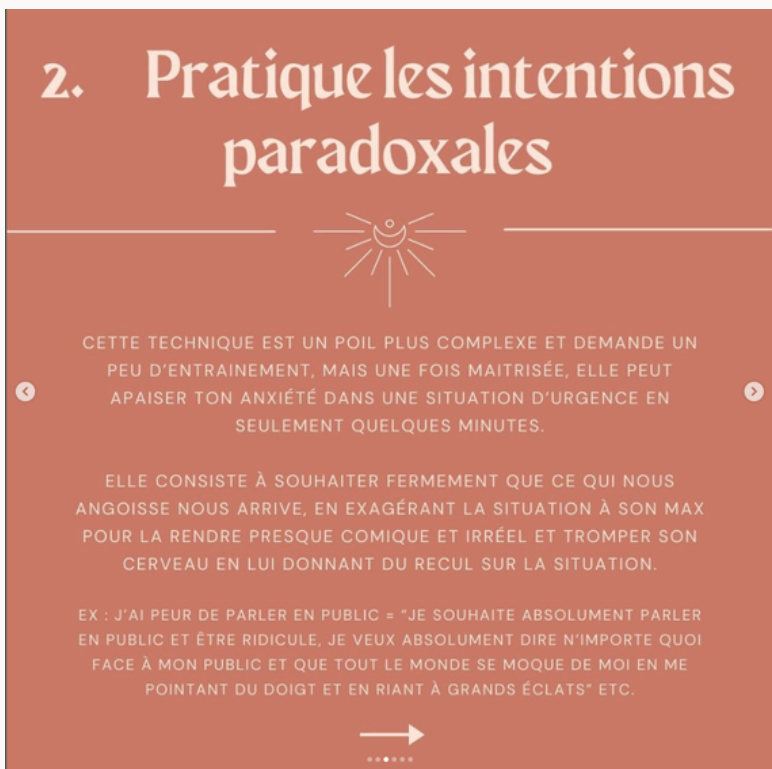 2. Pratique les intentions
paradoxales
CETTE TECHNIQUE EST UN POIL PLUS COMPLEXE ET DEMANDE UN
PEU D'ENTRAINEMENT, MAIS UNE FOIS MAITRISÉE, ELLE PEUT
APAISER TON ANXIÉTÉ DANS UNE SITUATION D'URGENCE EN
SEULEMENT QUELQUES MINUTES.
ELLE CONSISTE À SOUHAITER FERMEMENT QUE CE QUI NOUS
ANGOISSE NOUS ARRIVE, EN EXAGÉRANT LA SITUATION À SON MAX
POUR LA RENDRE PRESQUE COMIQUE ET IRRÉEL ET TROMPER SON
CERVEAU EN LUI DONNANT DU RECUL SUR LA SITUATION.
EX : J'AI PEUR DE PARLER EN PUBLIC = "JE SOUHAITE ABSOLUMENT PARLER
EN PUBLIC ET ÊTRE RIDICULE, JE VEUX ABSOLUMENT DIRE N'IMPORTE QUOI
FACE À MON PUBLIC ET QUE TOUT LE MONDE SE MOQUE DE MOI EN ME
POINTANT DU DOIGT ET EN RIANT À GRANDS ÉCLATS" ETC.